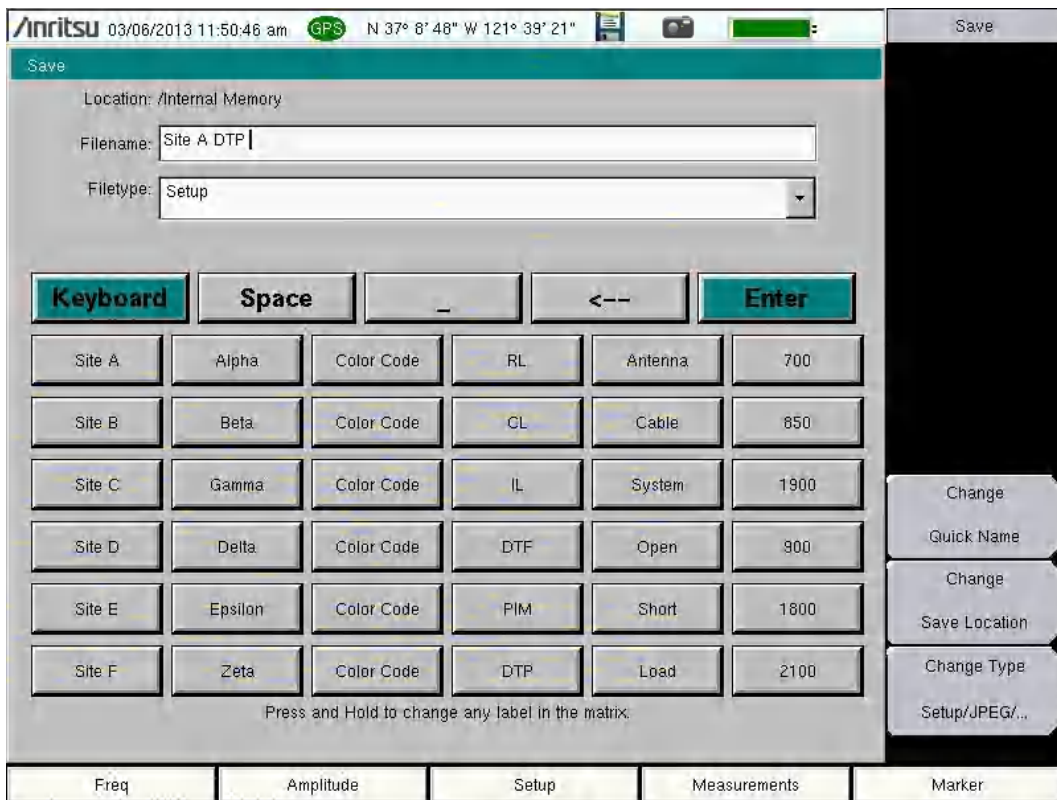 Anritsu 03/06/2013 11:50:46 am GPS N 37° 8' 48" W 121° 39' 21"
Save
Save
Location: /Internal Memory
Filename: Site A DTP
Filetype: Setup
Keyboard Space _ <-- Enter
Site A Alpha Color Code RL Antenna 700
Site B Beta Color Code CL Cable 850
Site C Gamma Color Code IL System 1900
Site D Delta Color Code DTF Open 900
Site E Epsilon Color Code PIM Short 1800
Site F Zeta Color Code DTP Load 2100
Press and Hold to change any label in the matrix.
Change
Quick Name
Change
Save Location
Change Type
Setup/JPEG/...
Freq Amplitude Setup Measurements Marker